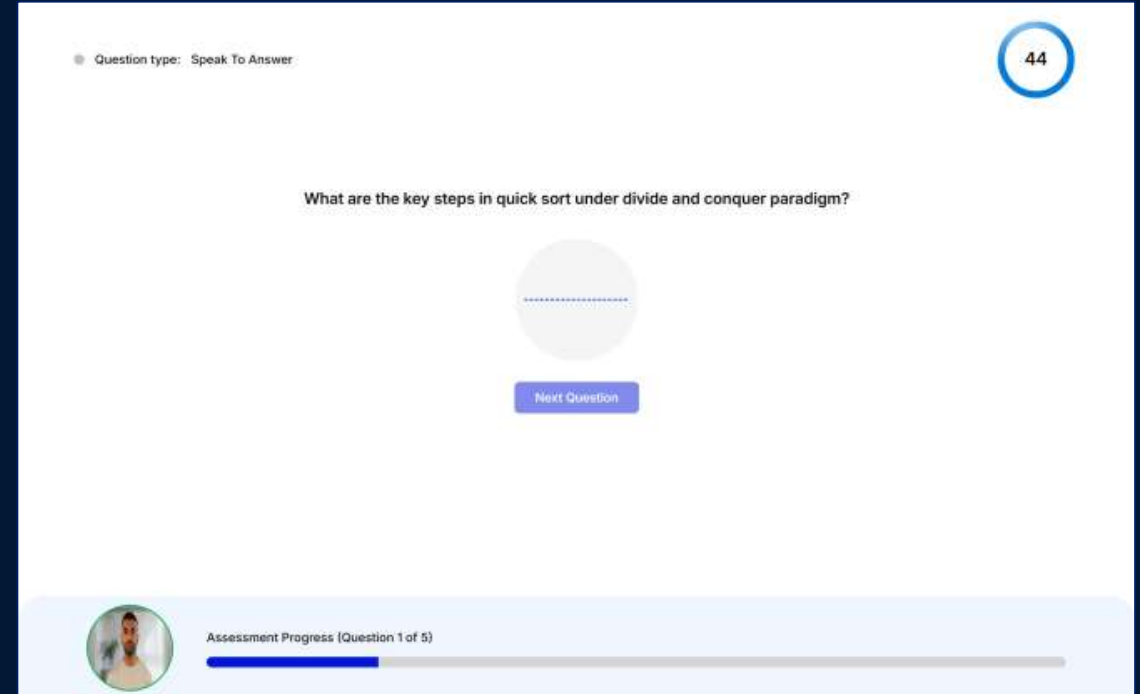 Question type: Speak To Answer
44
What are the key steps in quick sort under divide and conquer paradigm?
Next Question
Assessment Progress (Question 1 of 5)